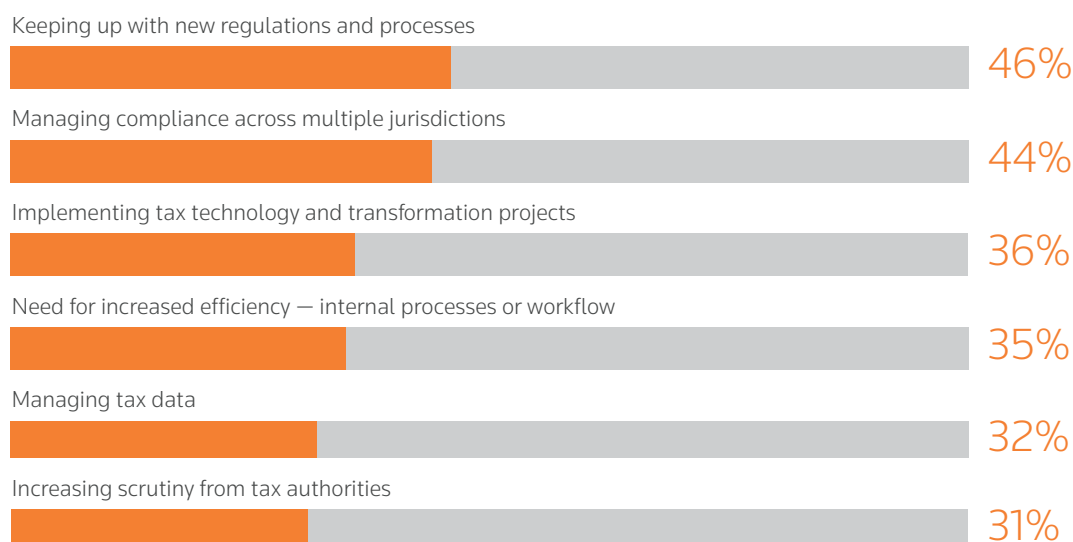 Keeping up with new regulations and processes
46%
Managing compliance across multiple jurisdictions
44%
Implementing tax technology and transformation projects
36%
Need for increased efficiency — internal processes or workflow
35%
Managing tax data
32%
Increasing scrutiny from tax authorities
31%